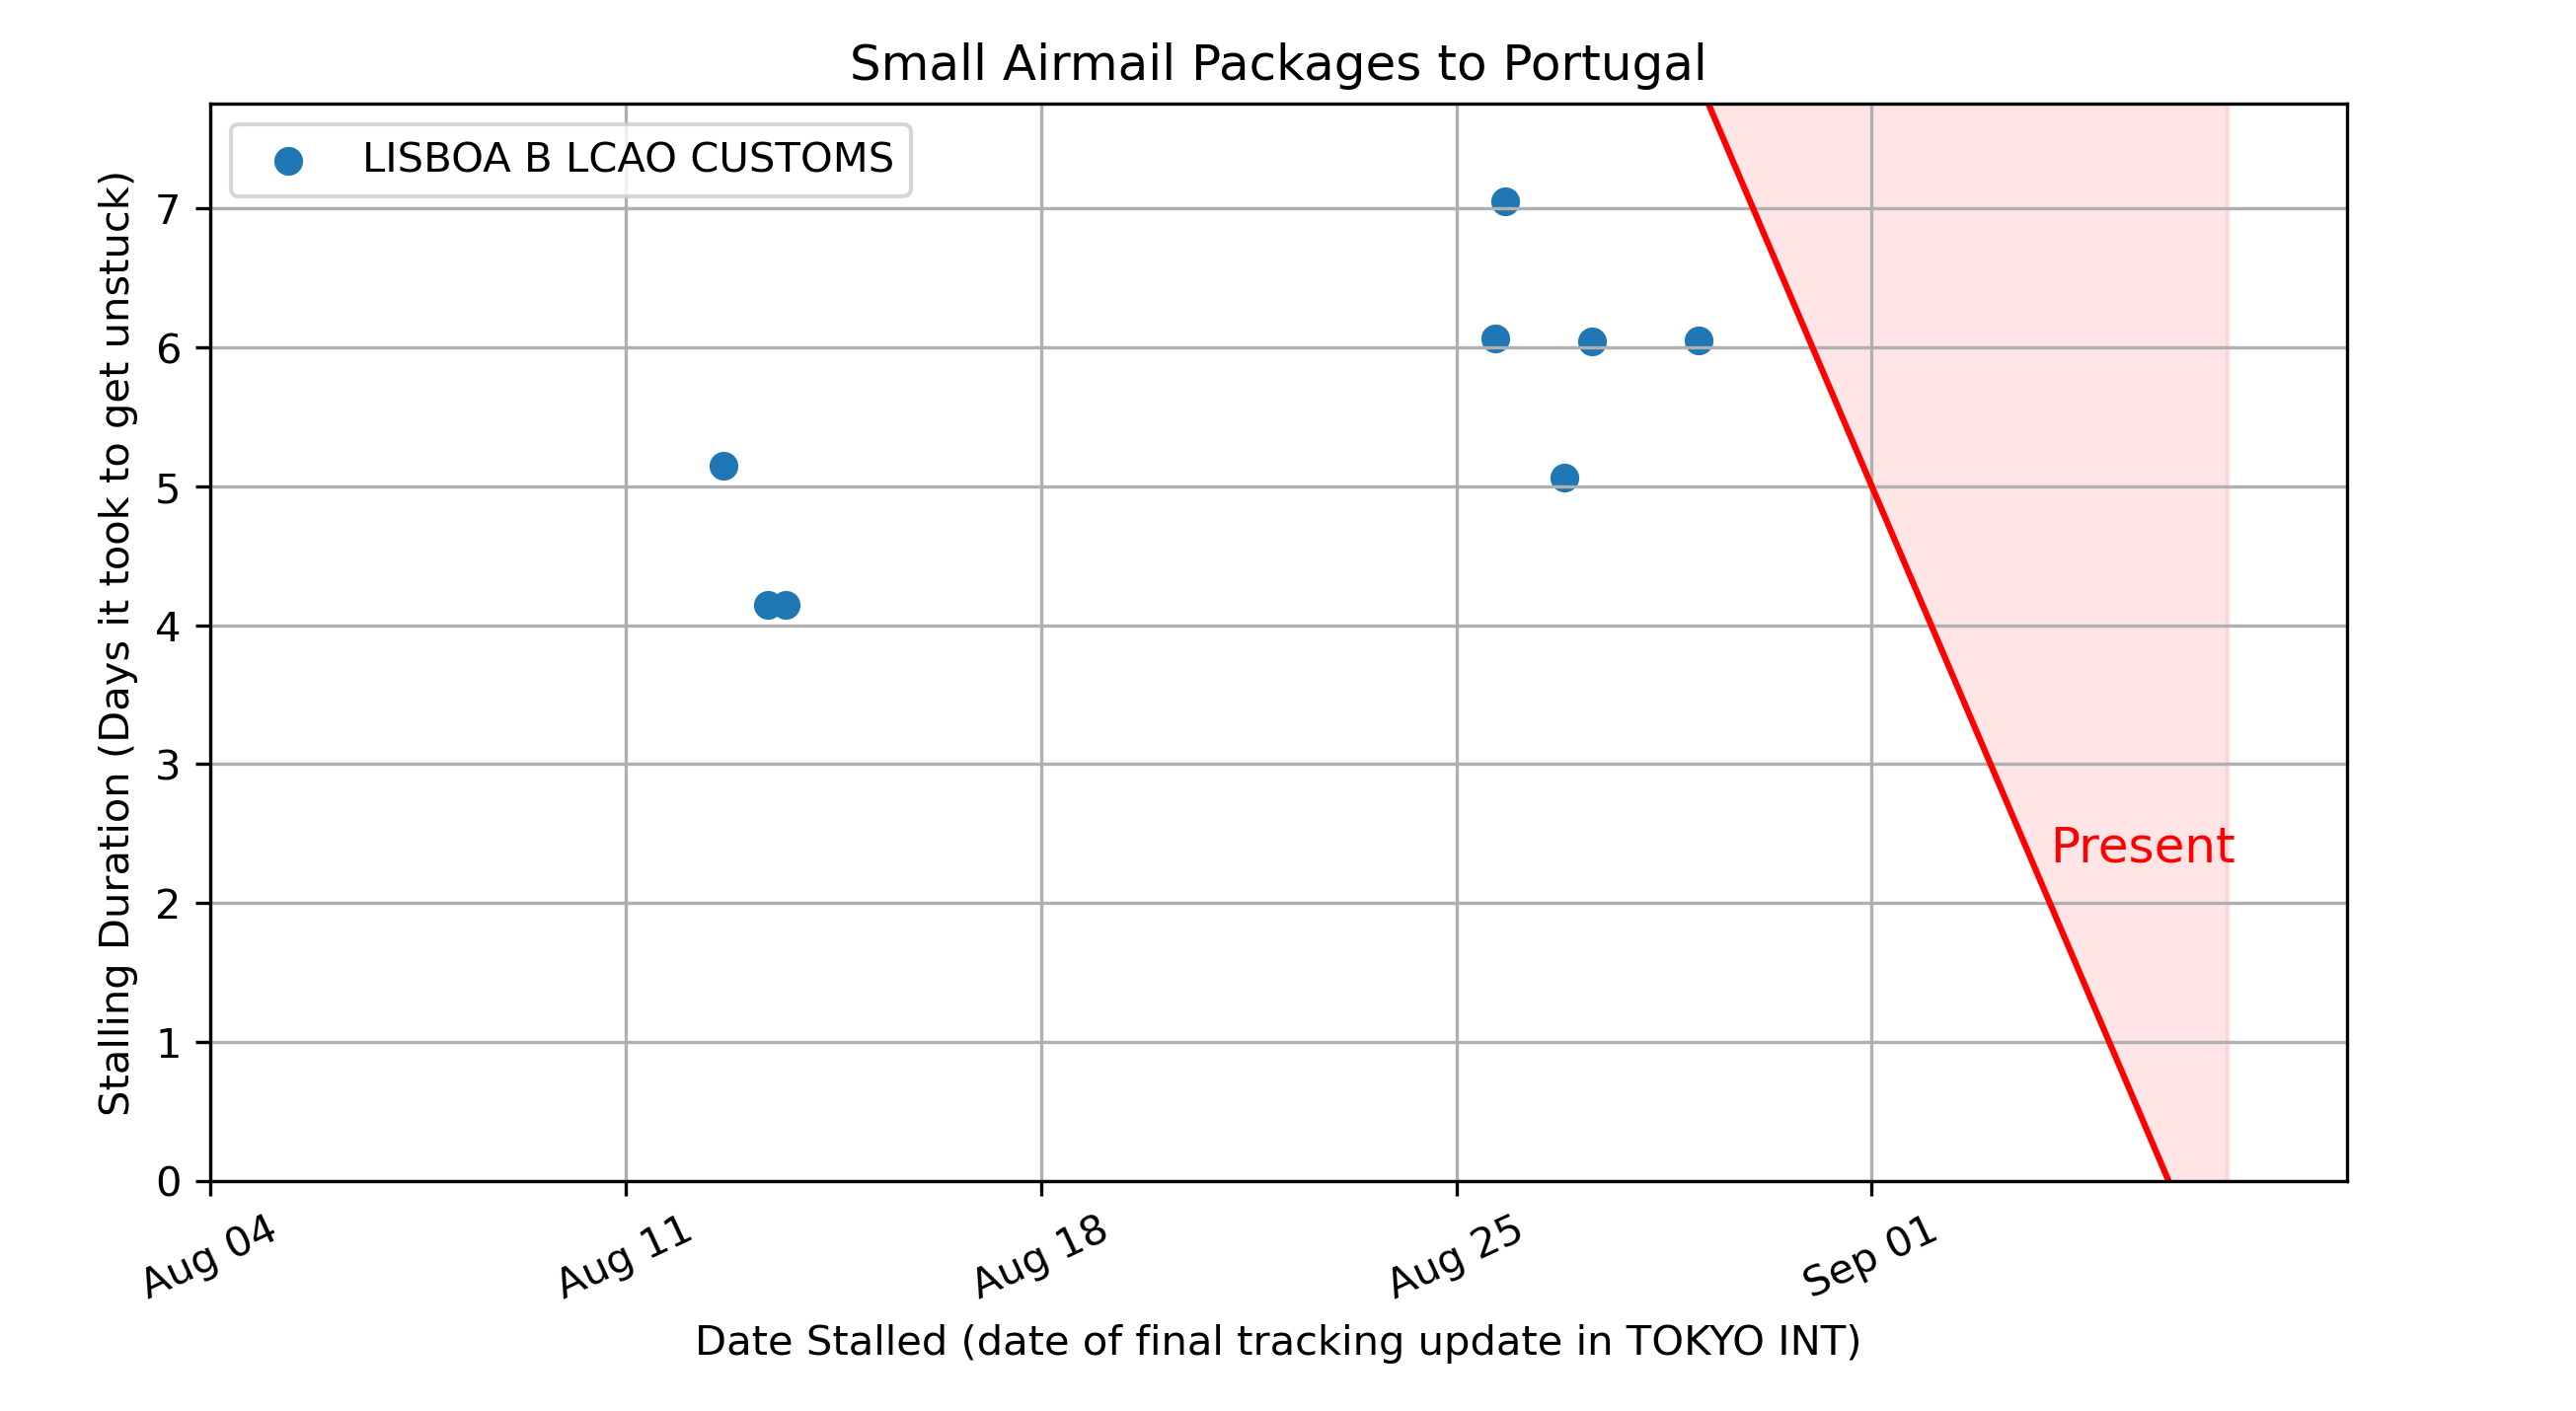 Small Airmail Packages to Portugal
LISBOA B LCAO CUSTOMS
Stalling Duration (Days it took to get unstuck)
7
6
5
4
3
2
1
0
Present
Aug 04
Aug 11
Aug 18
Aug 25
Sep 01
Date Stalled (date of final tracking update in TOKYO INT)